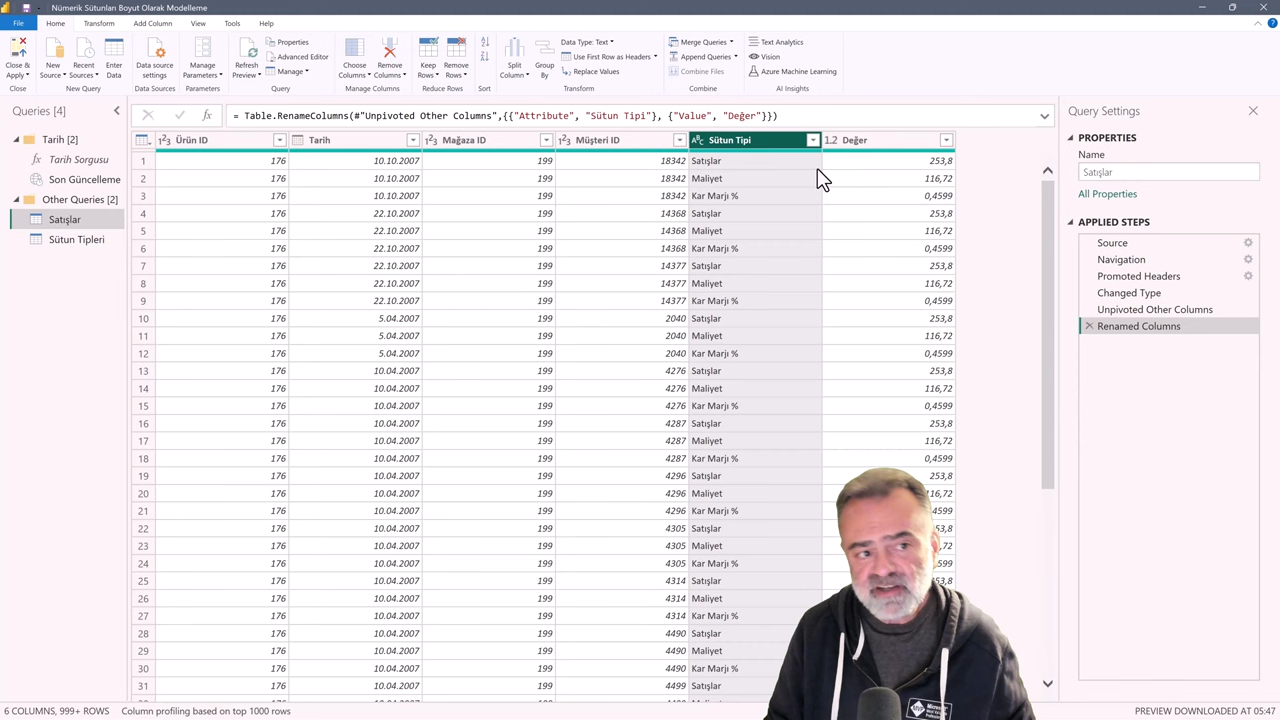 Nümerik Sütunları Boyut Olarak Modelleme
File Home Transform Add Column View Tools Help
Close & Apply
New Source
Recent Sources
Enter Data
Data source settings
Manage Parameters
Refresh Preview
Properties
Advanced Editor
Manage
Choose Columns
Remove Columns
Keep Rows
Remove Rows
Split Column
Group By
Data Type: Text
Use First Row as Headers
Replace Values
Merge Queries
Append Queries
Combine Files
Text Analytics
Vision
Azure Machine Learning
Close New Query Data Sources Parameters Query Manage Columns Reduce Rows Sort Transform Combine AI Insights
Queries [4]
Tarih [2]
fx Tarih Sorgusu
Son Güncelleme
Other Queries [2]
Satışlar
Sütun Tipleri
fx = Table.RenameColumns(#"Unpivoted Other Columns",{{"Attribute", "Sütun Tipi"}, {"Value", "Değer"}})
1²3 Ürün ID Tarih 1²3 Mağaza ID 1²3 Müşteri ID ABC Sütun Tipi 1.2 Değer
1 176 10.10.2007 199 18342 Satışlar 253,8
2 176 10.10.2007 199 18342 Maliyet 116,72
3 176 10.10.2007 199 18342 Kar Marjı % 0,4599
4 176 22.10.2007 199 14368 Satışlar 253,8
5 176 22.10.2007 199 14368 Maliyet 116,72
6 176 22.10.2007 199 14368 Kar Marjı % 0,4599
7 176 22.10.2007 199 14377 Satışlar 253,8
8 176 22.10.2007 199 14377 Maliyet 116,72
9 176 22.10.2007 199 14377 Kar Marjı % 0,4599
10 176 5.04.2007 199 2040 Satışlar 253,8
11 176 5.04.2007 199 2040 Maliyet 116,72
12 176 5.04.2007 199 2040 Kar Marjı % 0,4599
13 176 10.04.2007 199 4276 Satışlar 253,8
14 176 10.04.2007 199 4276 Maliyet 116,72
15 176 10.04.2007 199 4276 Kar Marjı % 0,4599
16 176 10.04.2007 199 4287 Satışlar 253,8
17 176 10.04.2007 199 4287 Maliyet 116,72
18 176 10.04.2007 199 4287 Kar Marjı % 0,4599
19 176 10.04.2007 199 4296 Satışlar 253,8
20 176 10.04.2007 199 4296 Maliyet 116,72
21 176 10.04.2007 199 4296 Kar Marjı % 4599
22 176 10.04.2007 199 4305 Satışlar 53,8
23 176 10.04.2007 199 4305 Maliyet ,72
24 176 10.04.2007 199 4305 Kar Marjı % 599
25 176 10.04.2007 199 4314 Satışlar 53,8
26 176 10.04.2007 199 4314 Maliyet
27 176 10.04.2007 199 4314 Kar Marjı %
28 176 10.04.2007 199 4490 Satışlar
29 176 10.04.2007 199 4490 Maliyet
30 176 10.04.2007 199 4490 Kar Marjı %
31 176 10.04.2007 199 4499 Satışlar
Query Settings
PROPERTIES
Name
Satışlar
All Properties
APPLIED STEPS
Source
Navigation
Promoted Headers
Changed Type
Unpivoted Other Columns
Renamed Columns
Microsoft
6 COLUMNS, 999+ ROWS Column profiling based on top 1000 rows PREVIEW DOWNLOADED AT 05:47